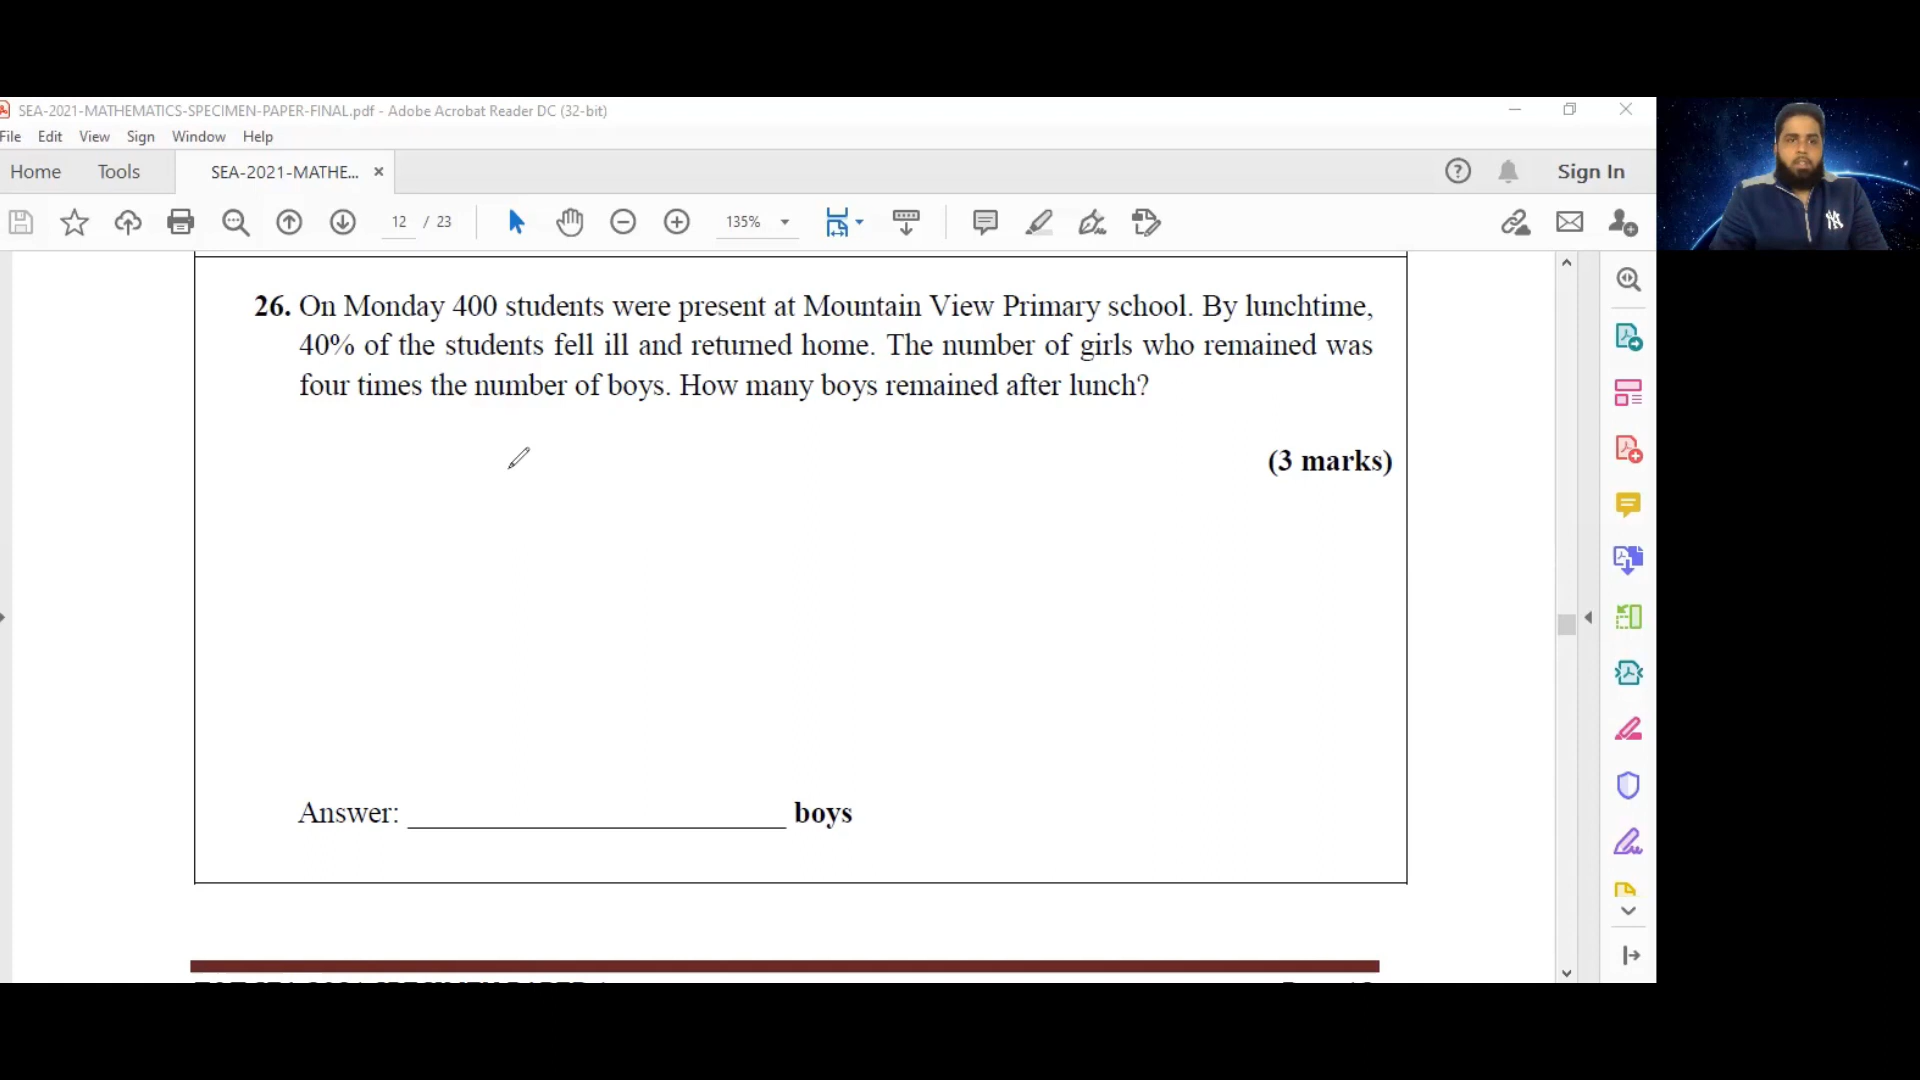 SEA-2021-MATHEMATICS-SPECIMEN-PAPER-FINAL.pdf - Adobe Acrobat Reader DC (32-bit)
File Edit View Sign Window Help
Home Tools SEA-2021-MATHE... Sign In
12 / 23 135%
26. On Monday 400 students were present at Mountain View Primary school. By lunchtime,
40% of the students fell ill and returned home. The number of girls who remained was
four times the number of boys. How many boys remained after lunch?
(3 marks)
Answer: ____________________ boys